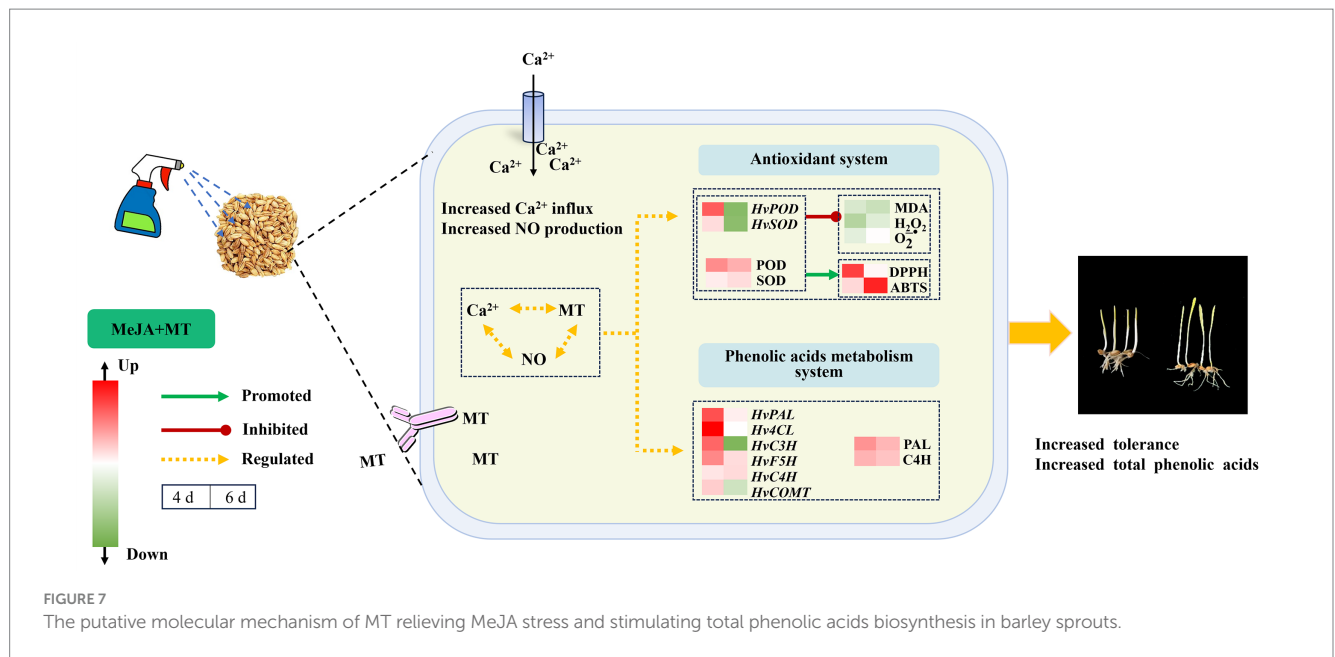 Ca²⁺
Ca²⁺
Ca²⁺
Ca²⁺
Increased Ca²⁺ influx
Increased NO production
Ca²⁺
MT
NO
MT
MT
MT
MeJA+MT
Up
Down
Promoted
Inhibited
Regulated
4 d
6 d
Antioxidant system
HvPOD
HvSOD
POD
SOD
MDA
H₂O₂
O₂•⁻
DPPH
ABTS
Phenolic acids metabolism
system
HvPAL
Hv4CL
HvC3H
HvF5H
HvC4H
HvCOMT
PAL
C4H
Increased tolerance
Increased total phenolic acids
FIGURE 7
The putative molecular mechanism of MT relieving MeJA stress and stimulating total phenolic acids biosynthesis in barley sprouts.